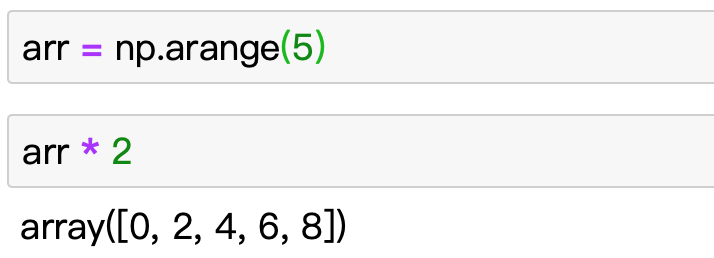 arr = np.arange(5)
arr * 2
array([0, 2, 4, 6, 8])